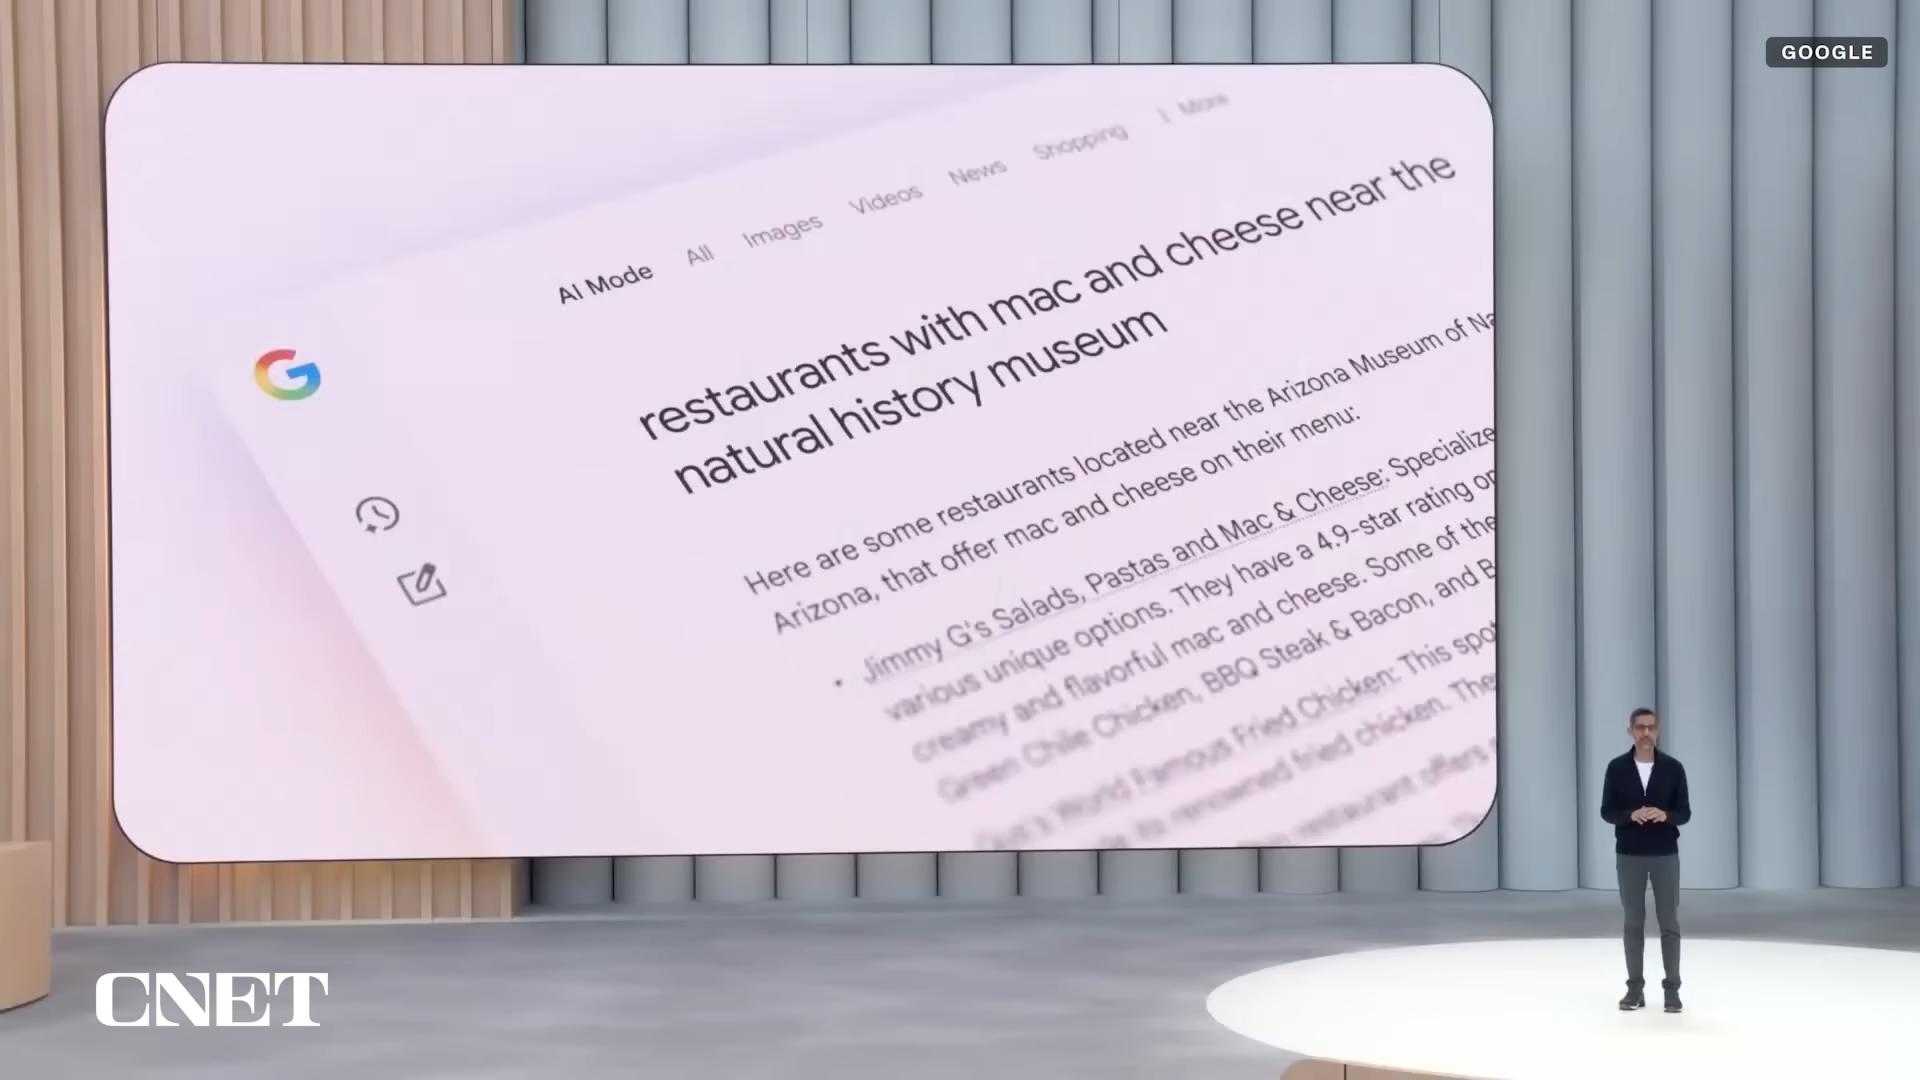 GOOGLE
AI Mode All Images Videos News Shopping More
restaurants with mac and cheese near the
natural history museum
Here are some restaurants located near the Arizona Museum of Na
Arizona, that offer mac and cheese on their menu:
• Jimmy G's Salads, Pastas and Mac & Cheese: Specialize
various unique options. They have a 4.9-star rating on
creamy and flavorful mac and cheese. Some of the
Green Chile Chicken, BBQ Steak & Bacon, and B
World Famous Fried Chicken: This spot
its renowned fried chicken. The
restaurant offers
CNET